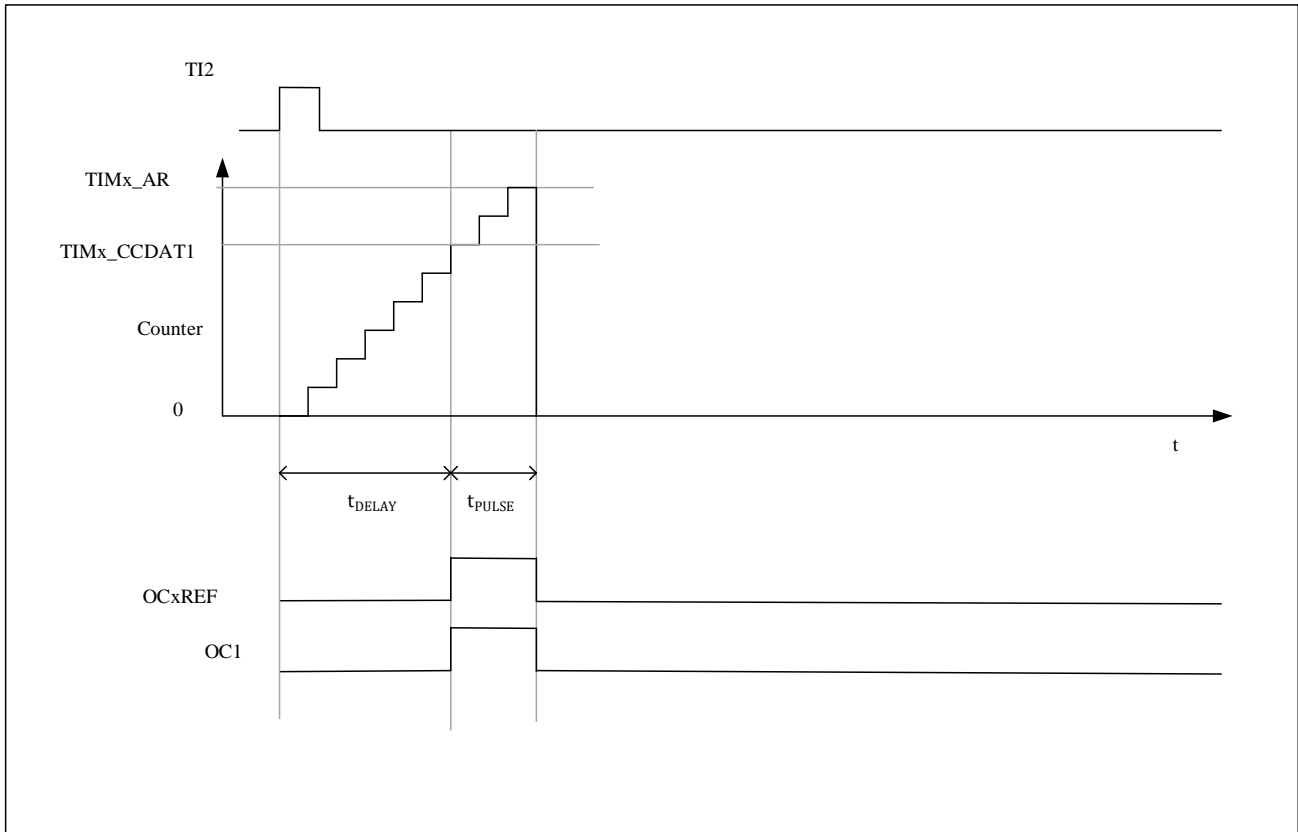 TI2
TIMx_AR
TIMx_CCDAT1
Counter
0
t
tDELAY
tPULSE
OCxREF
OC1